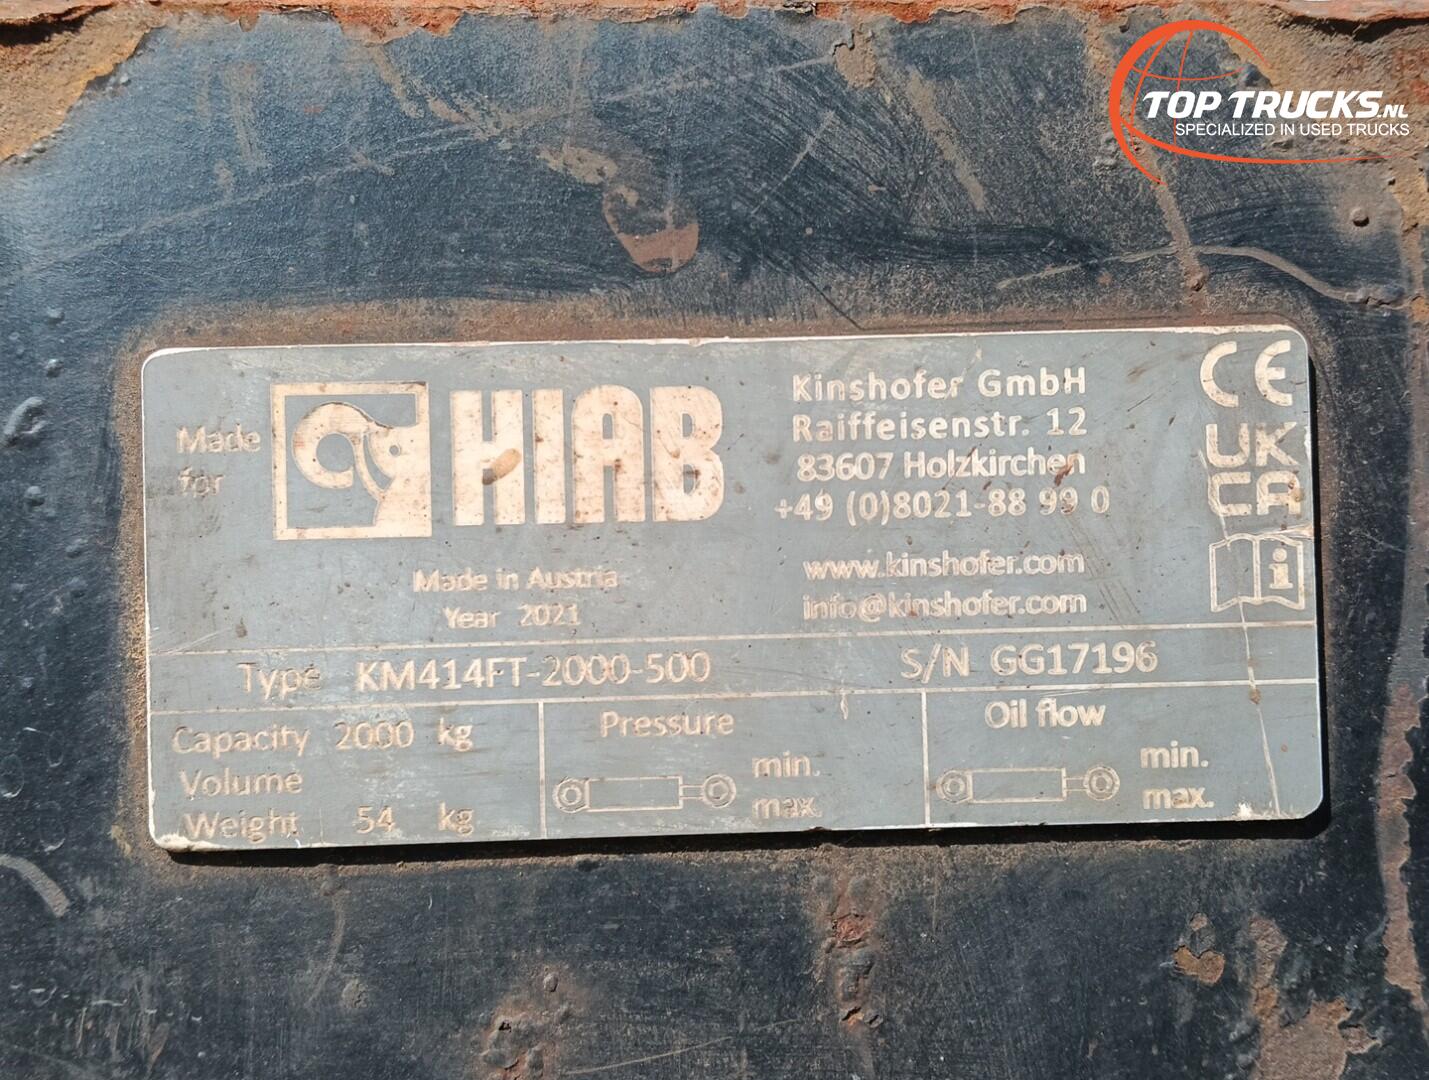 TOP TRUCKS.NL
SPECIALIZED IN USED TRUCKS
Made for
HIAB
Kinshofer GmbH
Raiffeisenstr. 12
83607 Holzkirchen
+49 (0)8021-88 99 0
www.kinshofer.com
info@kinshofer.com
CE
UK
CA
i
Made in Austria
Year 2021
Type KM414FT-2000-500 S/N GG17196
Capacity 2000 kg
Volume
Weight 54 kg
Pressure
min.
max.
Oil flow
min.
max.